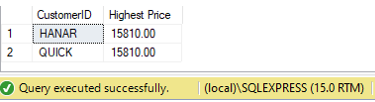 CustomerID Highest Price
1 HANAR 15810.00
2 QUICK 15810.00
Query executed successfully. (local)\SQLEXPRESS (15.0 RTM)